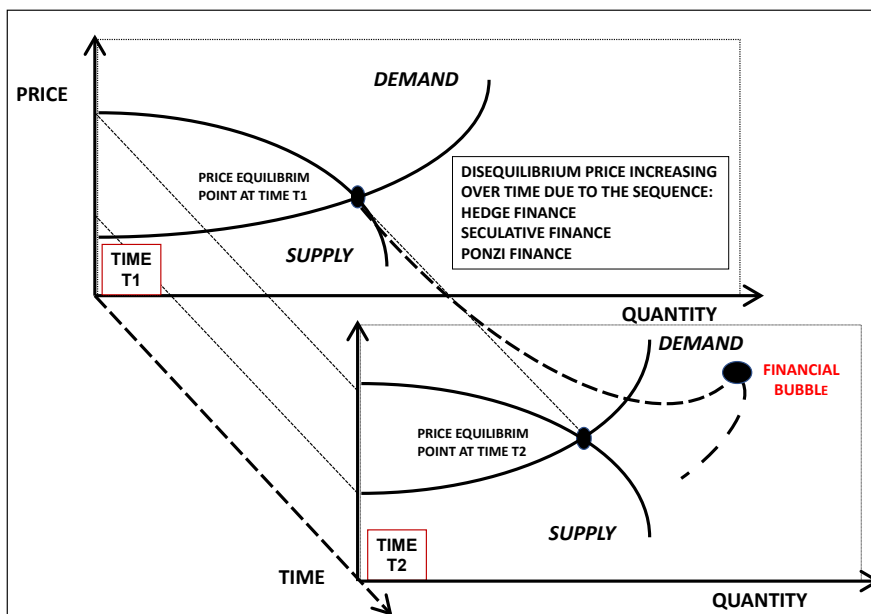 DEMAND
PRICE
PRICE EQUILIBRIM
POINT AT TIME T1
DISEQUILIBRIUM PRICE INCREASING
OVER TIME DUE TO THE SEQUENCE:
HEDGE FINANCE
SECULATIVE FINANCE
PONZI FINANCE
TIME
T1
SUPPLY
QUANTITY
DEMAND
FINANCIAL
BUBBLE
PRICE EQUILIBRIM
POINT AT TIME T2
SUPPLY
TIME
T2
TIME
QUANTITY